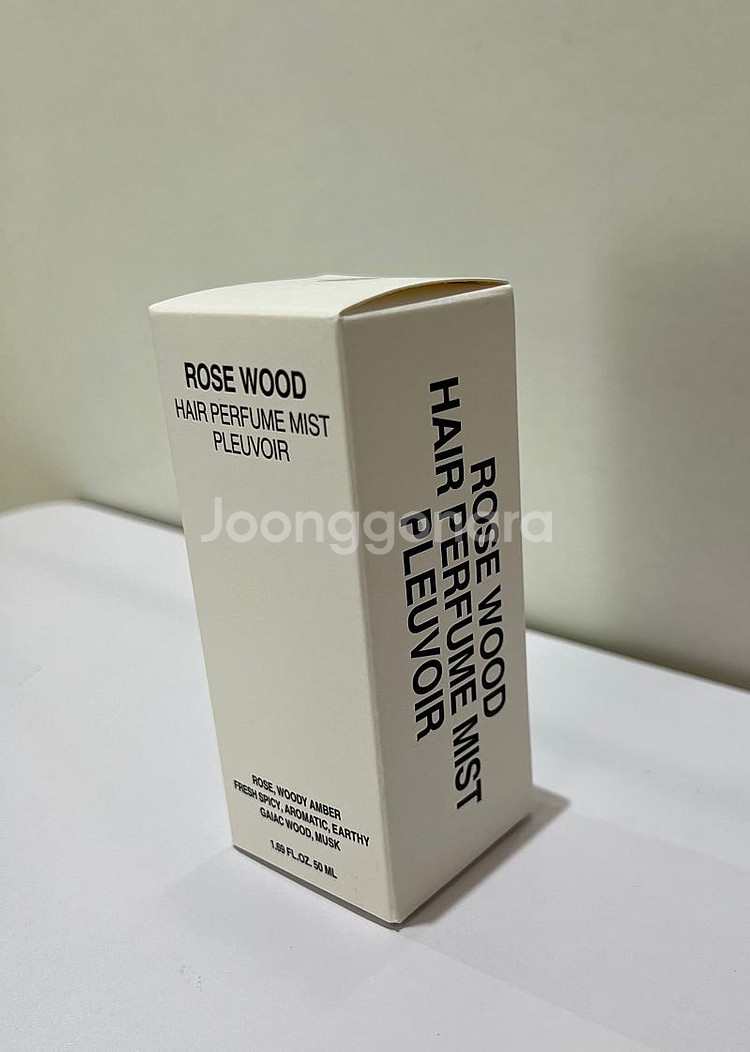 ROSE WOOD
HAIR PERFUME MIST
PLEUVOIR
ROSE, WOODY AMBER
FRESH SPICY, AROMATIC, EARTHY
GAIAC WOOD, MUSK
1.69 FL.OZ. 50 ML
ROSE WOOD
HAIR PERFUME MIST
PLEUVOIR
Joonggonara